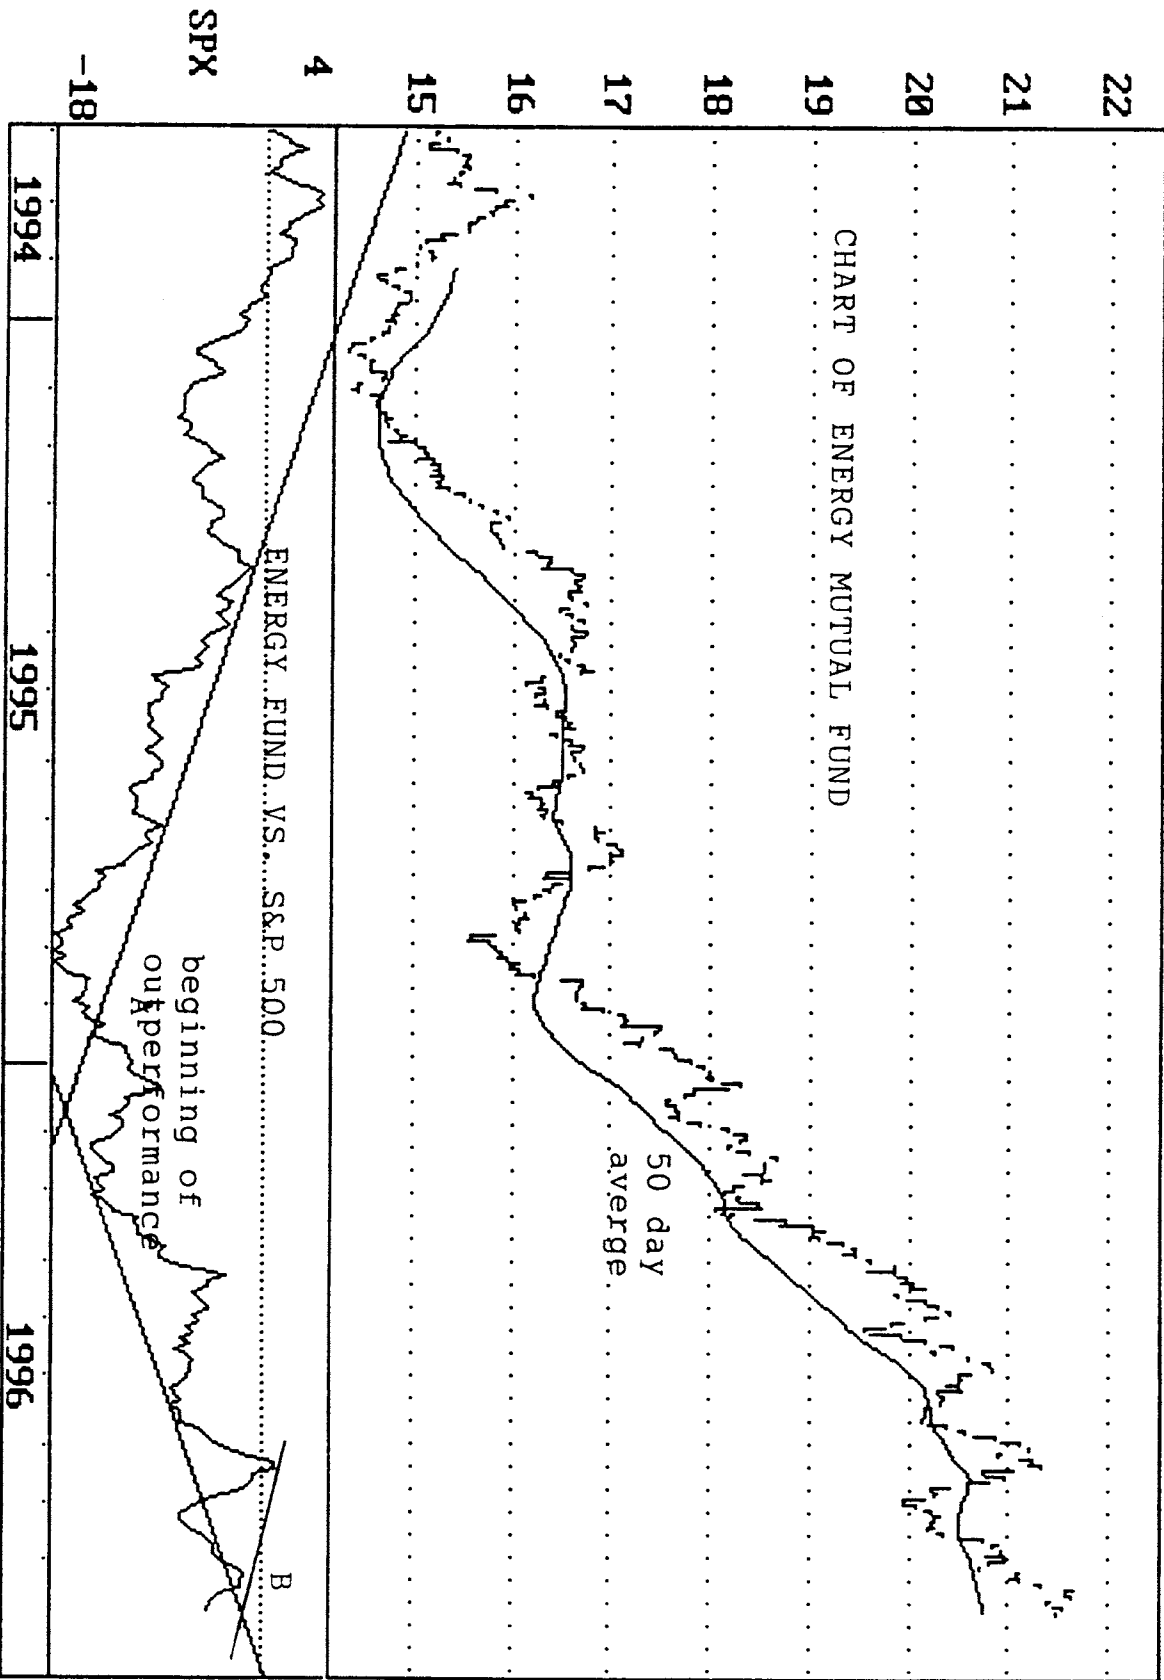 22
21
20
19
18
17
16
15
4
SPX
-18
CHART OF ENERGY MUTUAL FUND
50 day
averge
ENERGY FUND VS. S&P 500
beginning of
outperformance
A
B
1994
1995
1996